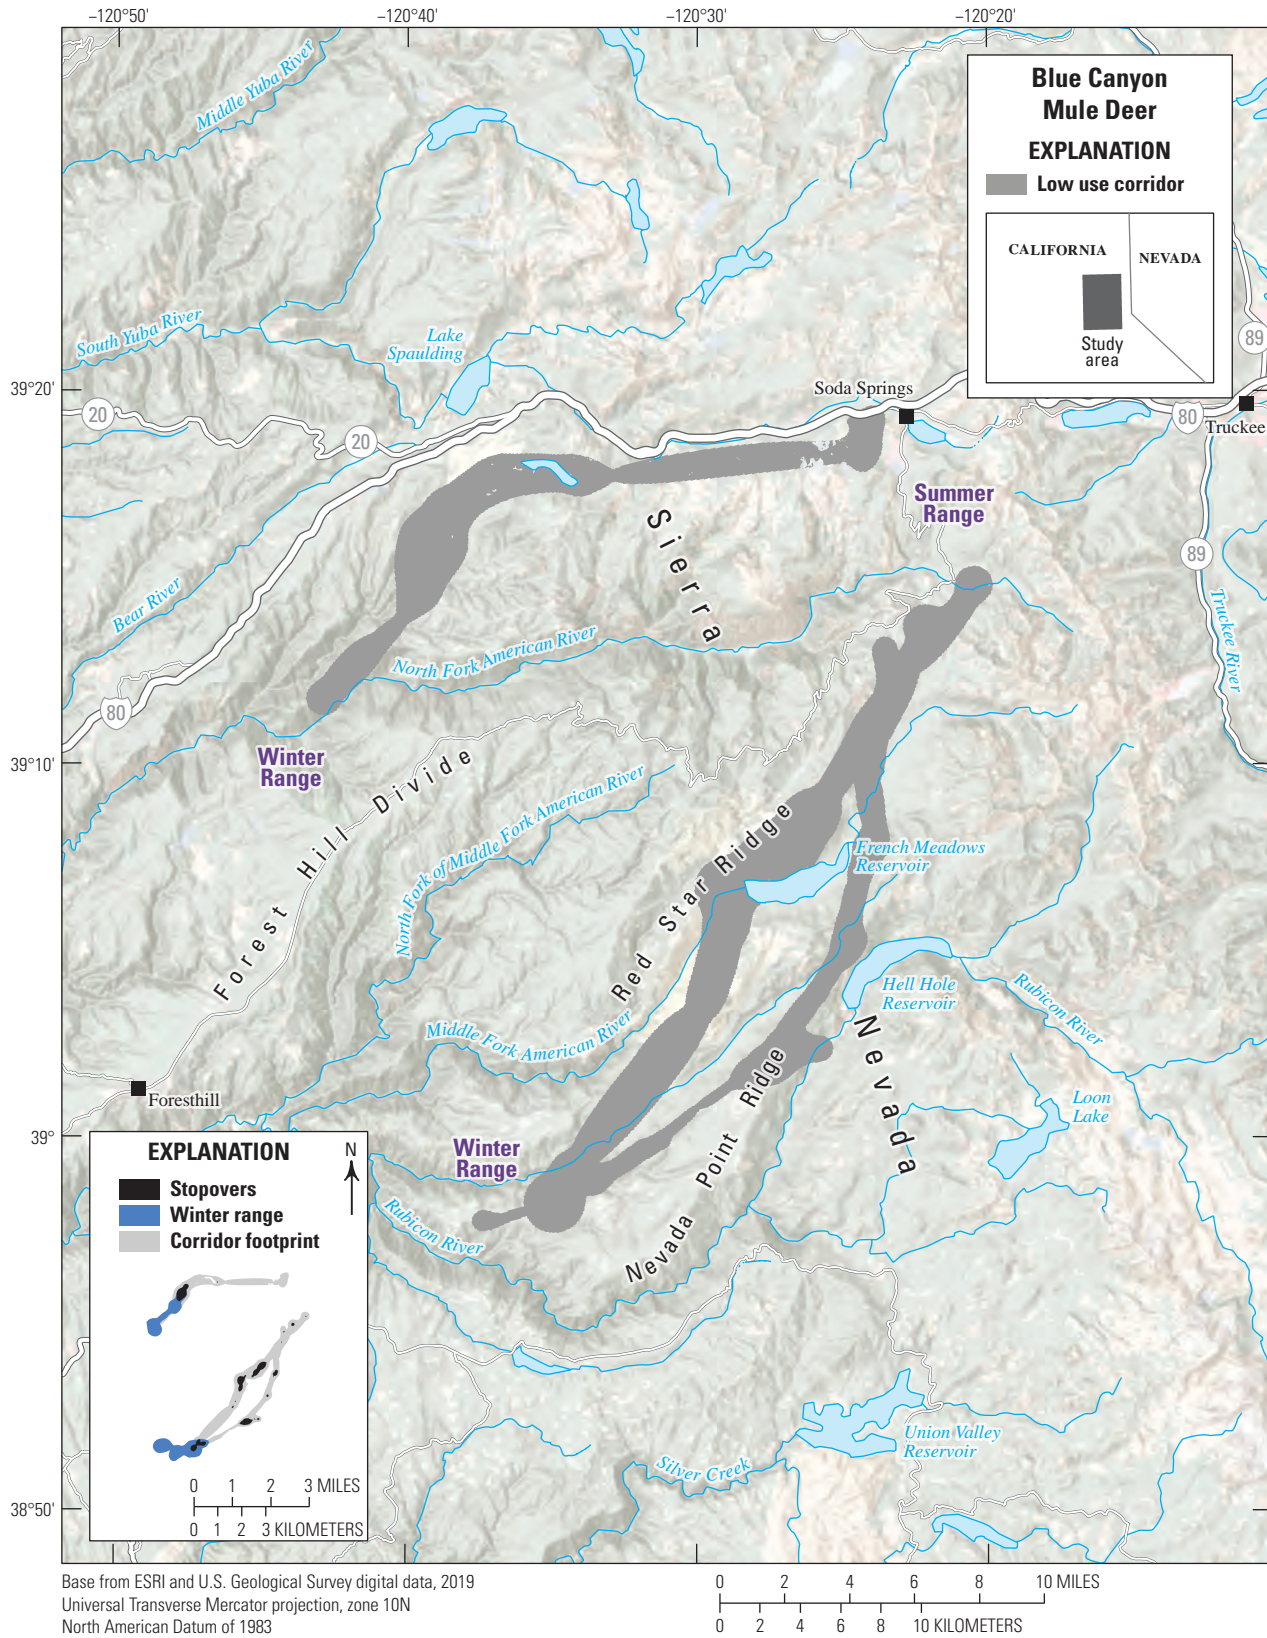 −120°50'
−120°40'
−120°30'
−120°20'
Blue Canyon
Mule Deer
EXPLANATION
Low use corridor
CALIFORNIA
NEVADA
Study
area
Middle Yuba River
South Yuba River
Lake
Spaulding
89
39°20'
Soda Springs
20
20
80
Truckee
Summer
Range
Sierra
89
Bear River
Truckee River
North Fork American River
80
Winter
Range
39°10'
Forest Hill Divide
North Fork of Middle Fork American River
Red Star Ridge
French Meadows
Reservoir
Hell Hole
Reservoir
Rubicon River
Middle Fork American River
Nevada
Foresthill
Nevada Point Ridge
Loon
Lake
39°
Winter
Range
Rubicon River
EXPLANATION
N
Stopovers
Winter range
Corridor footprint
0 1 2 3 MILES
0 1 2 3 KILOMETERS
Union Valley
Reservoir
Silver Creek
38°50'
Base from ESRI and U.S. Geological Survey digital data, 2019
Universal Transverse Mercator projection, zone 10N
North American Datum of 1983
0 2 4 6 8 10 MILES
0 2 4 6 8 10 KILOMETERS